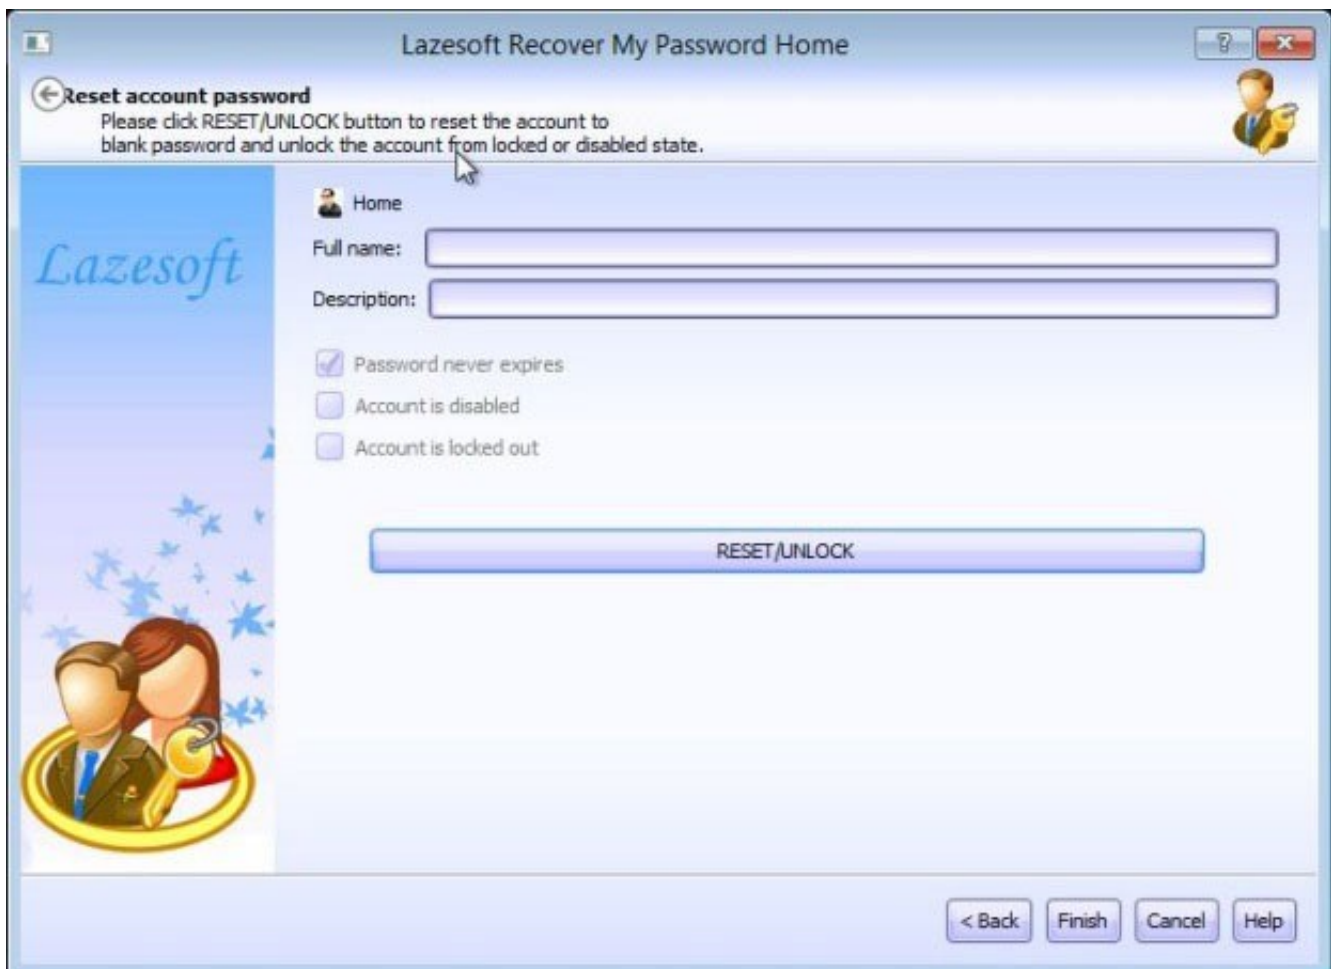 Lazesoft Recover My Password Home
Reset account password
Please click RESET/UNLOCK button to reset the account to
blank password and unlock the account from locked or disabled state.
Lazesoft
Home
Full name:
Description:
Password never expires
Account is disabled
Account is locked out
RESET/UNLOCK
< Back Finish Cancel Help